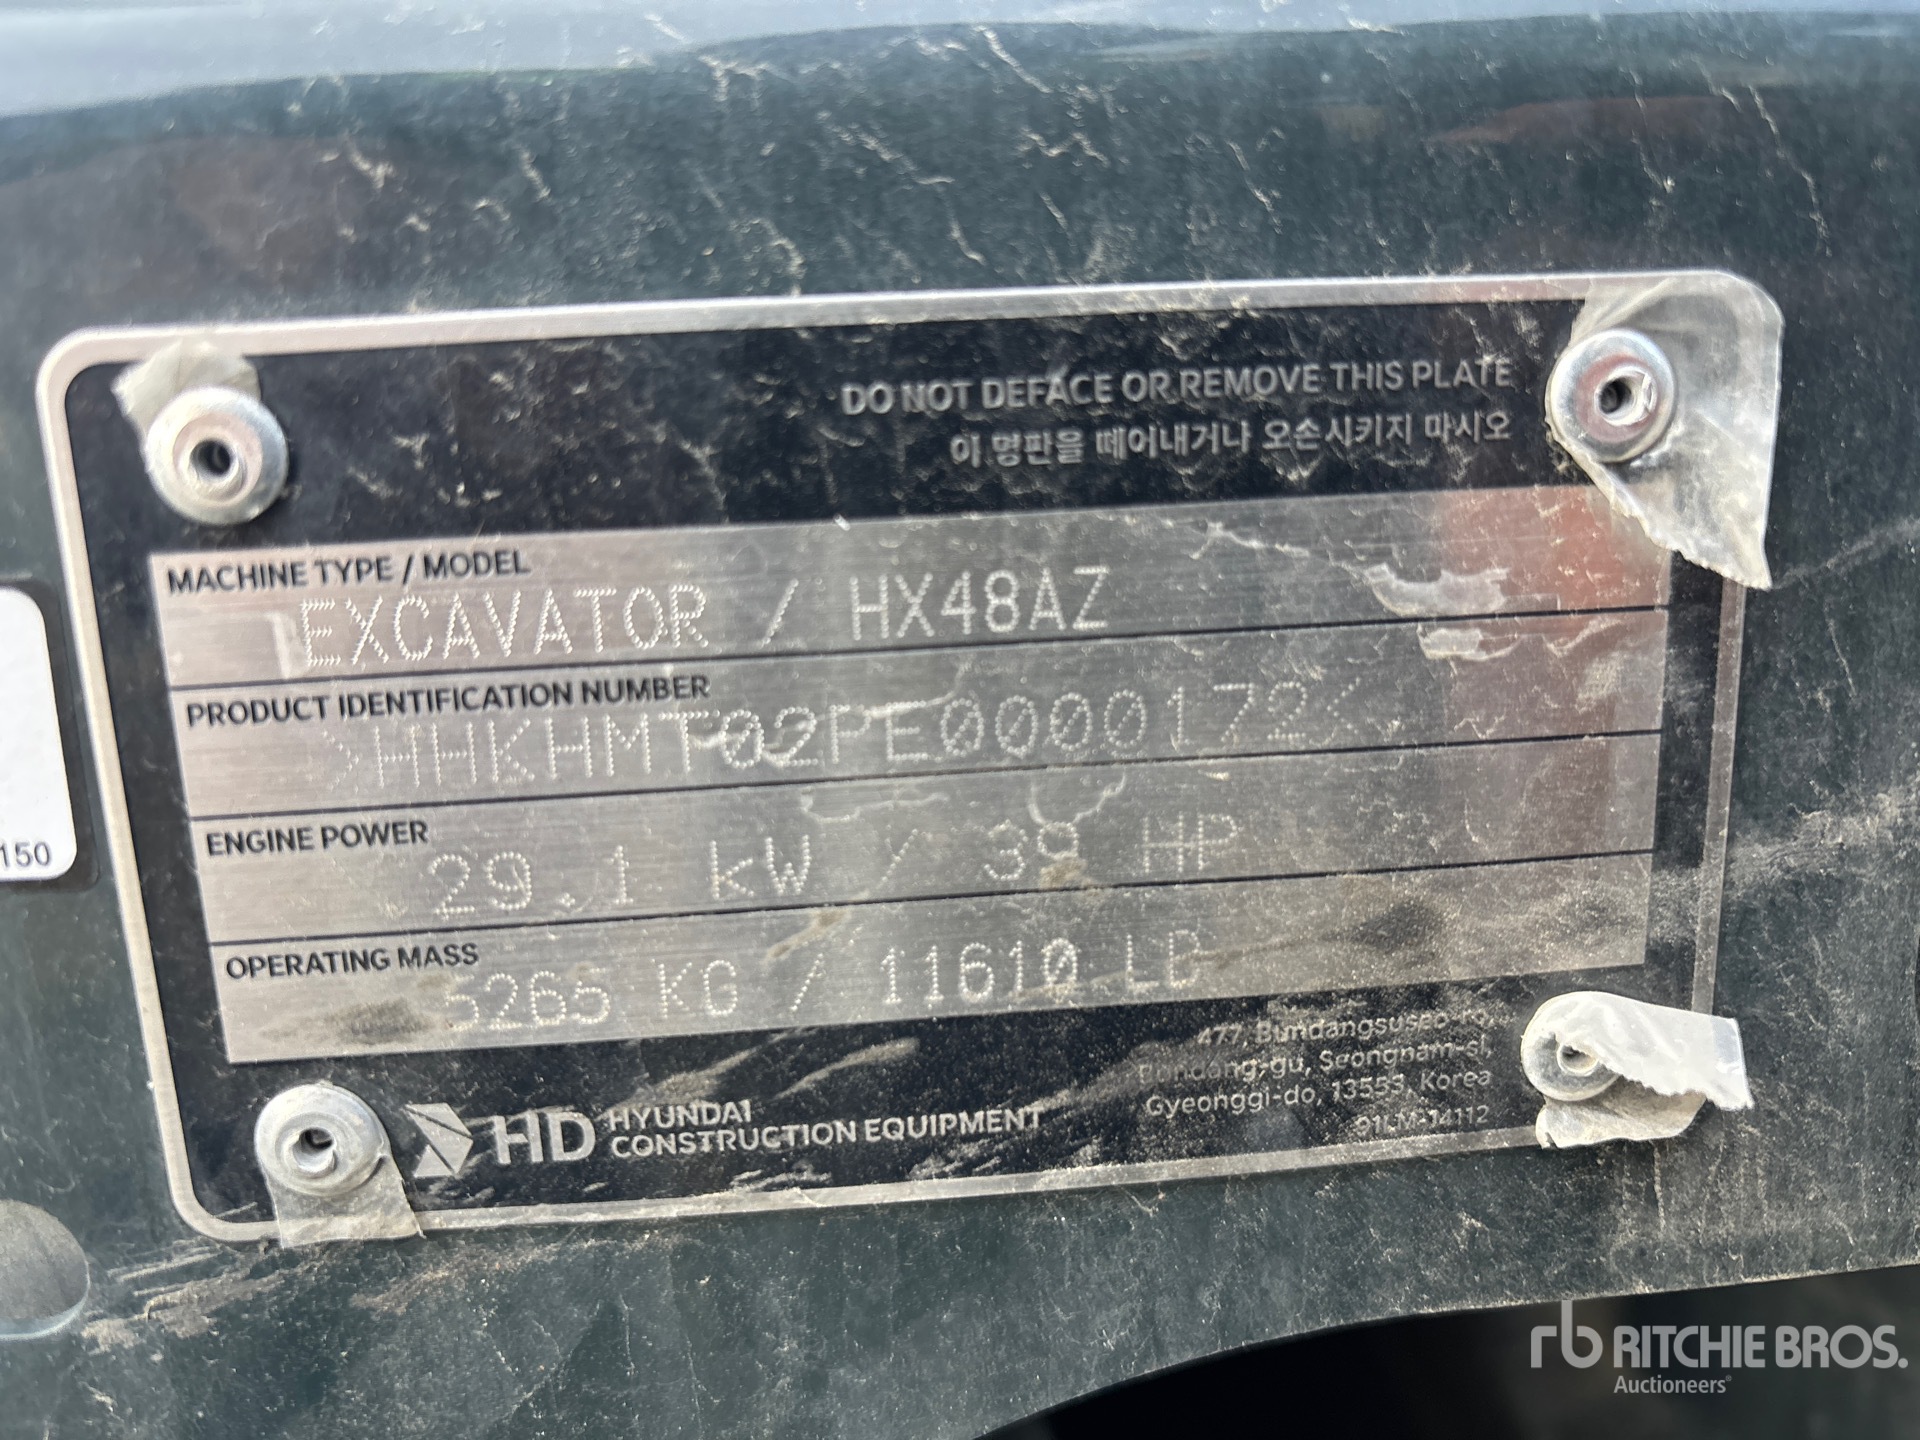 DO NOT DEFACE OR REMOVE THIS PLATE
이 명판을 떼어내거나 오손시키지 마시오
MACHINE TYPE / MODEL
EXCAVATOR / HX48AZ
PRODUCT IDENTIFICATION NUMBER
>HHKHMT02PE0000172<
ENGINE POWER
29.1 kW / 39 HP
OPERATING MASS
5265 KG / 11610 LB
477, Bundangsuseo-ro,
Bundang-gu, Seongnam-si,
Gyeonggi-do, 13553, Korea
91LM-14112
HD HYUNDAI
CONSTRUCTION EQUIPMENT
150
rb RITCHIE BROS.
Auctioneers®